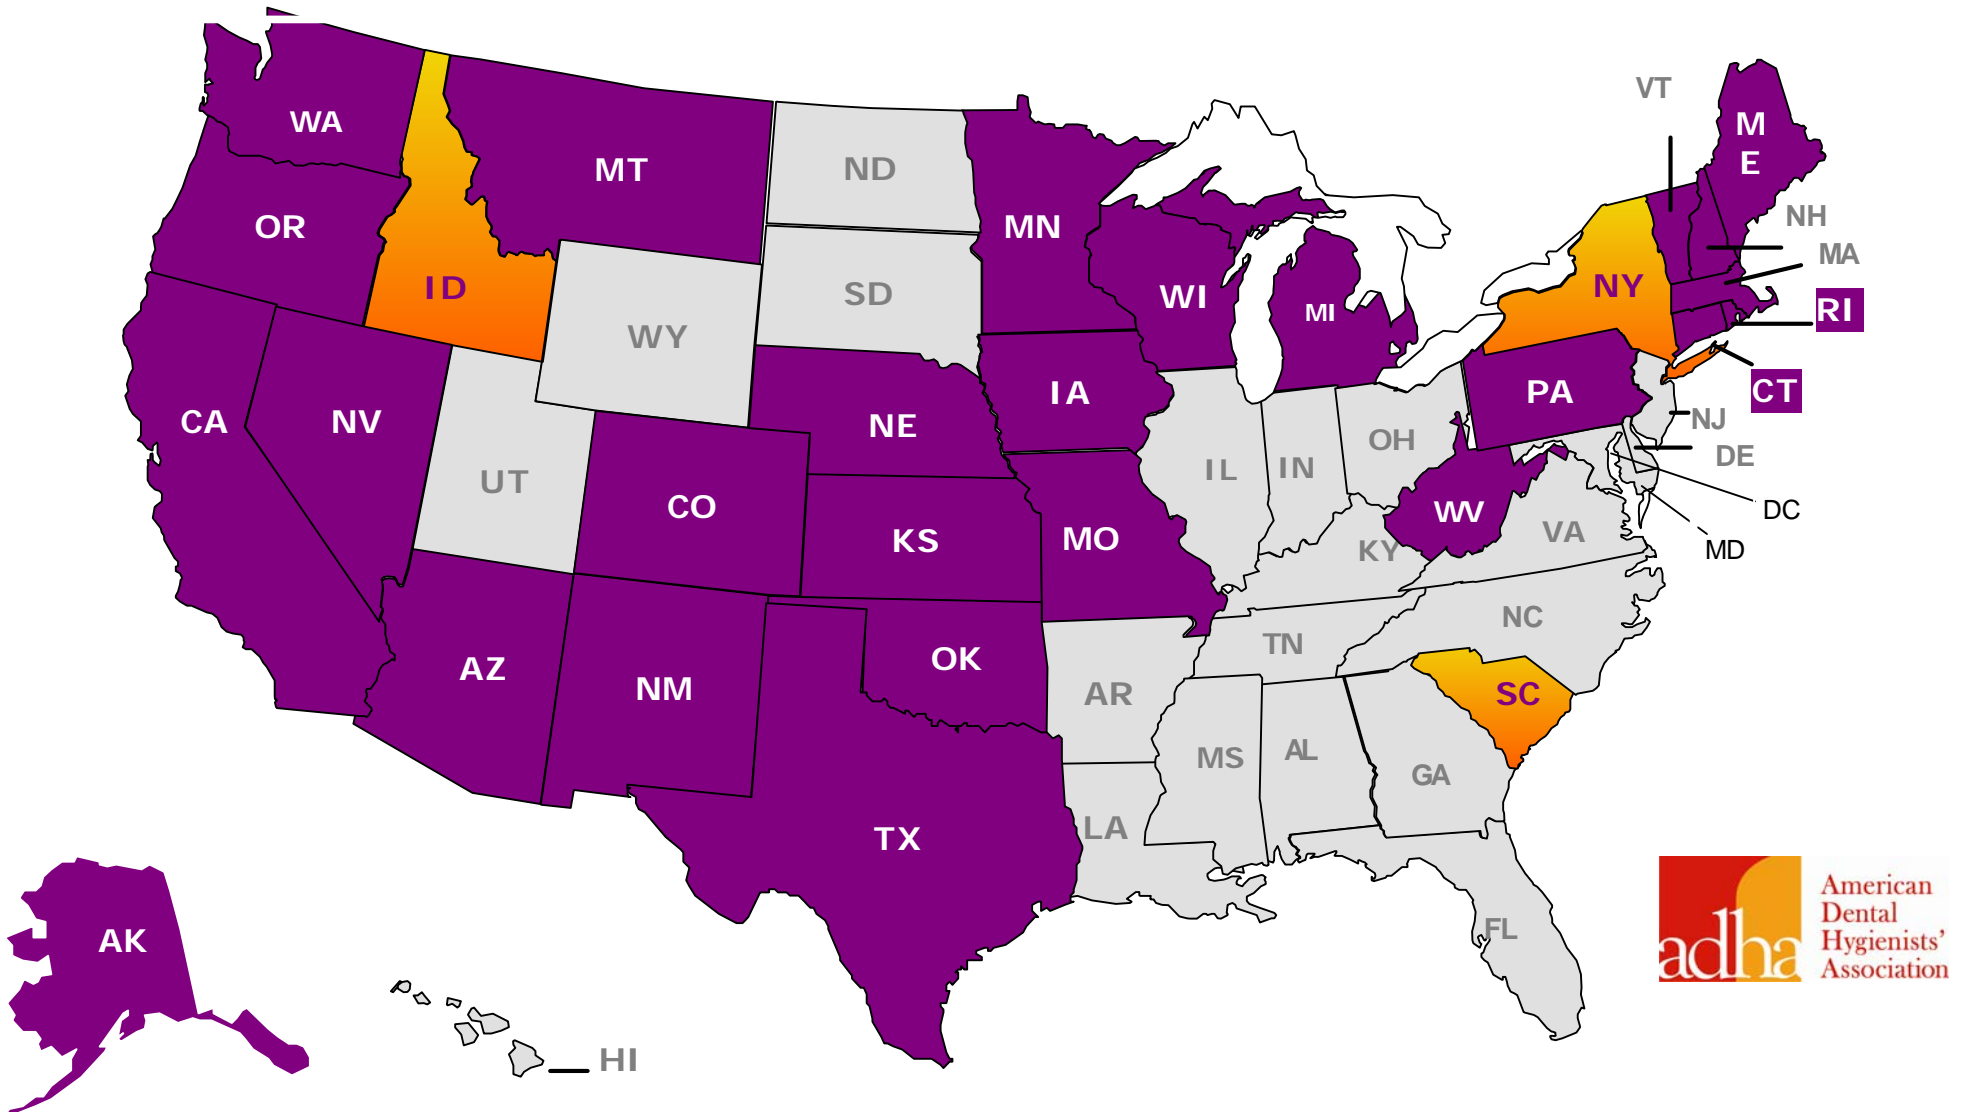 VT
M
E
WA
MT
ND
NH
OR
MN
MA
ID
SD
WI
MI
NY
RI
WY
CA
NV
NE
IA
PA
CT
UT
CO
KS
MO
IL
IN
OH
NJ
DE
WV
VA
KY
DC
MD
AZ
NM
OK
AR
TN
NC
SC
MS
AL
GA
TX
LA
FL
AK
HI
adha
American
Dental
Hygienists’
Association